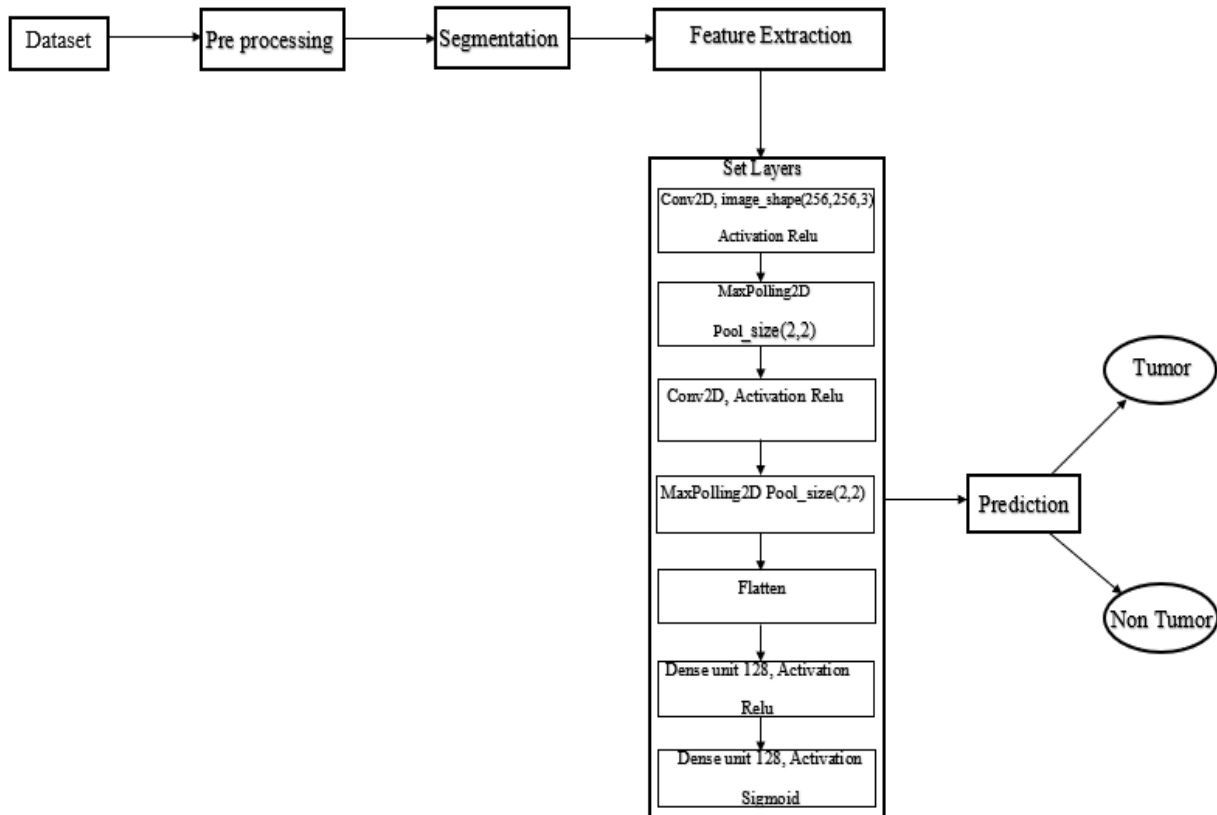 Dataset
Pre processing
Segmentation
Feature Extraction
Set Layers
Conv2D, image_shape(256,256,3)
Activation Relu
MaxPolling2D
Pool_size(2,2)
Conv2D, Activation Relu
MaxPolling2D Pool_size(2,2)
Flatten
Dense unit 128, Activation
Relu
Dense unit 128, Activation
Sigmoid
Prediction
Tumor
Non Tumor